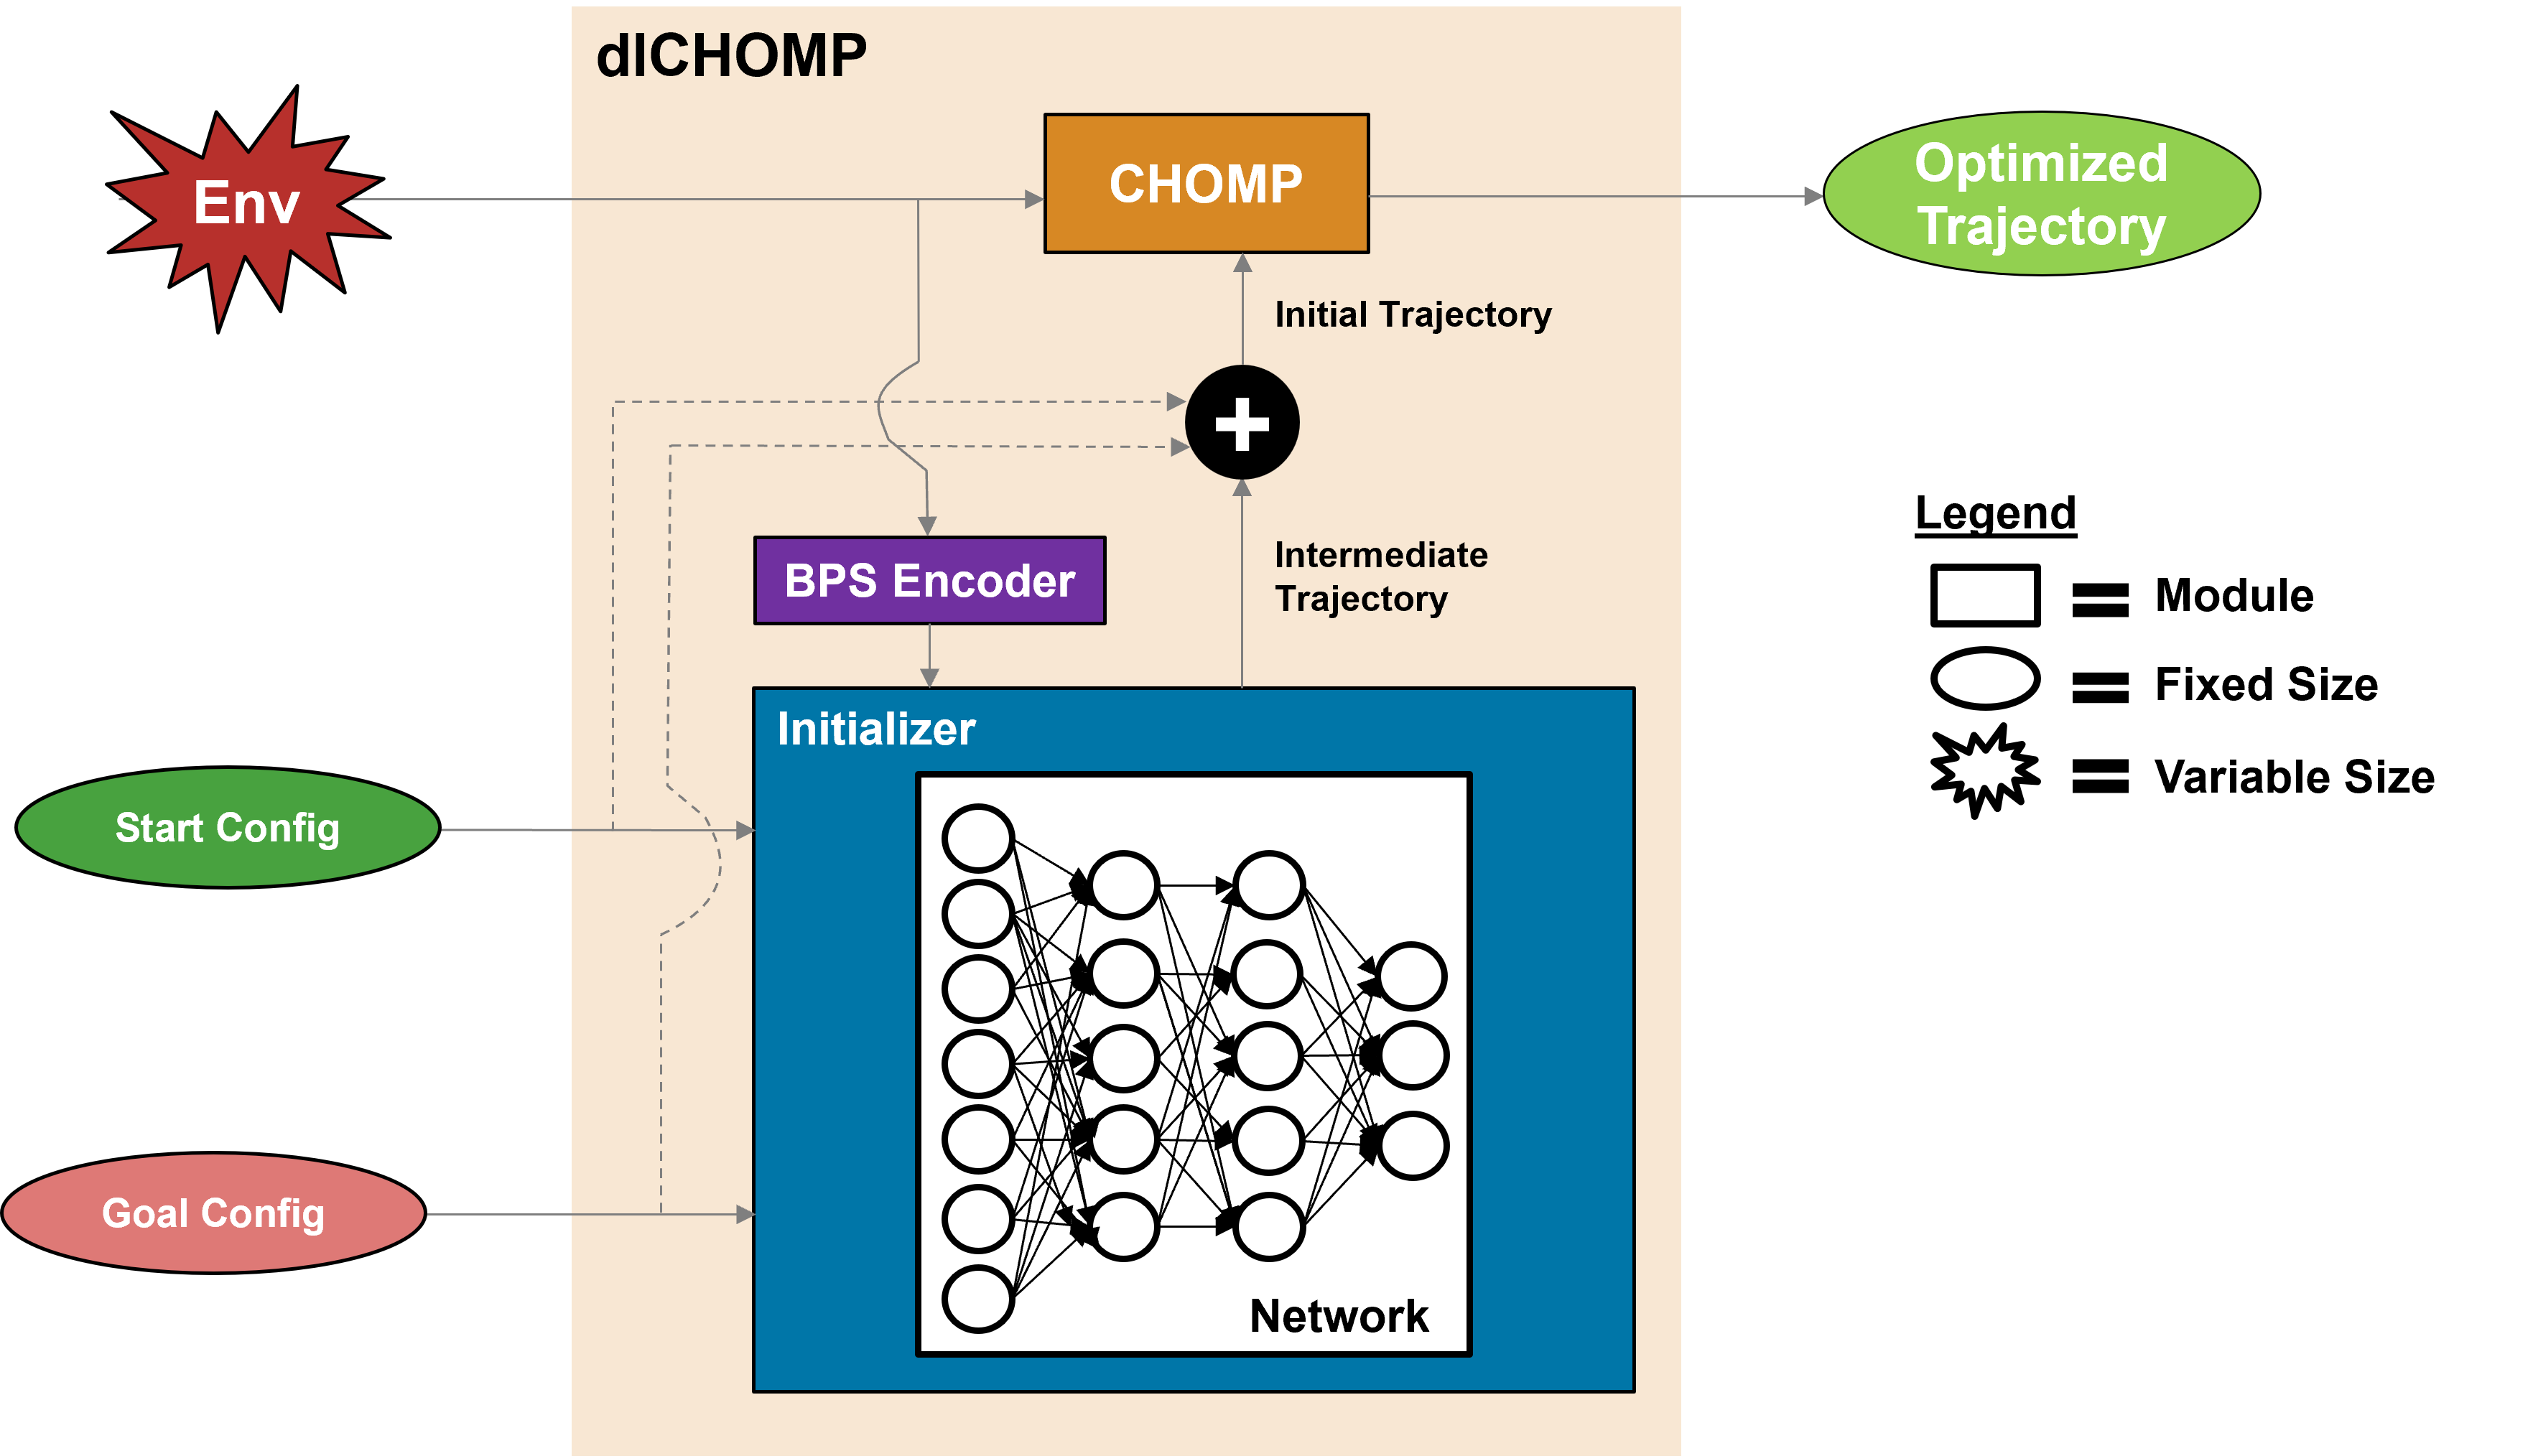 dlCHOMP
Env
CHOMP
Optimized
Trajectory
Initial Trajectory
+
BPS Encoder
Intermediate
Trajectory
Initializer
Start Config
Goal Config
Network
Legend
= Module
= Fixed Size
= Variable Size